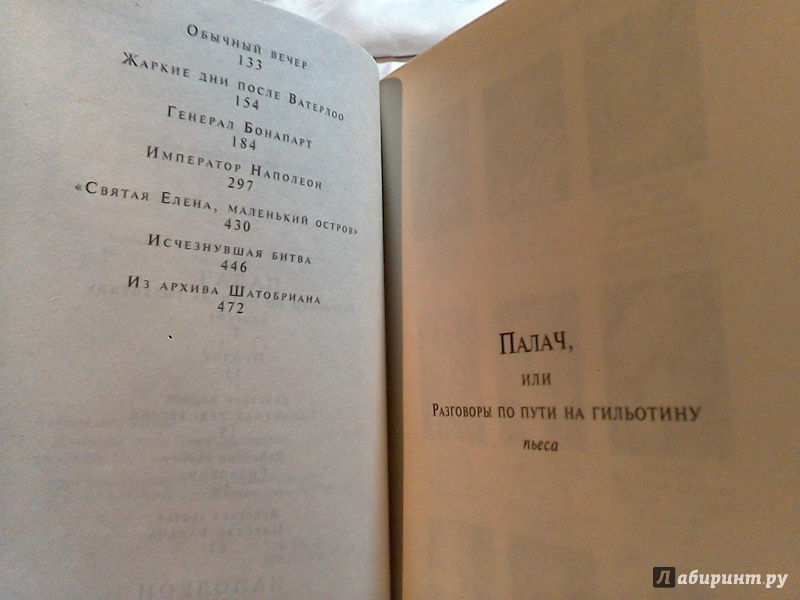 Обычный вечер
133
Жаркие дни после Ватерлоо
154
Генерал Бонапарт
184
Император Наполеон
297
«Святая Елена, маленький остров»
430
Исчезнувшая битва
446
Из архива Шатобриана
472
Палач,
или
Разговоры по пути на гильотину
пьеса
Лабиринт.ру